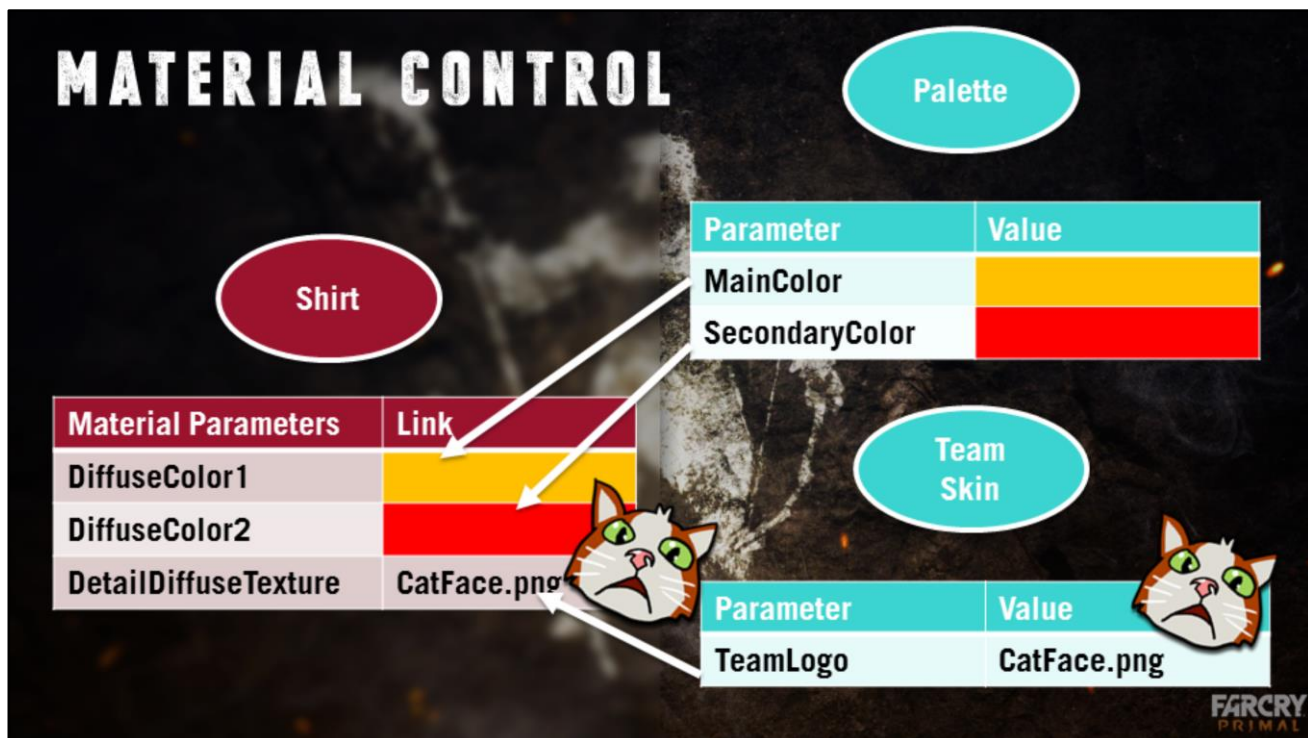 MATERIAL CONTROL
Palette
Parameter Value
MainColor
SecondaryColor
Shirt
Material Parameters Link
DiffuseColor1
DiffuseColor2
DetailDiffuseTexture CatFace.png
Team
Skin
Parameter Value
TeamLogo CatFace.png
FARCRY
PRIMAL